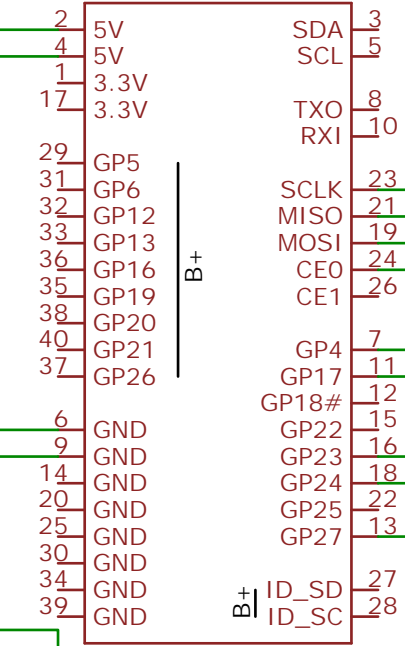 2 5V SDA 3
4 5V SCL 5
1 3.3V
17 3.3V TXO 8
RXI 10
29 GP5
31 GP6 SCLK 23
32 GP12 MISO 21
33 GP13 MOSI 19
36 GP16 CE0 24
35 GP19 CE1 26
38 GP20
40 GP21 GP4 7
37 GP26 GP17 11
B+
GP18# 12
6 GND GP22 15
9 GND GP23 16
14 GND GP24 18
20 GND GP25 22
25 GND GP27 13
30 GND
34 GND B+ ID_SD 27
39 GND ID_SC 28